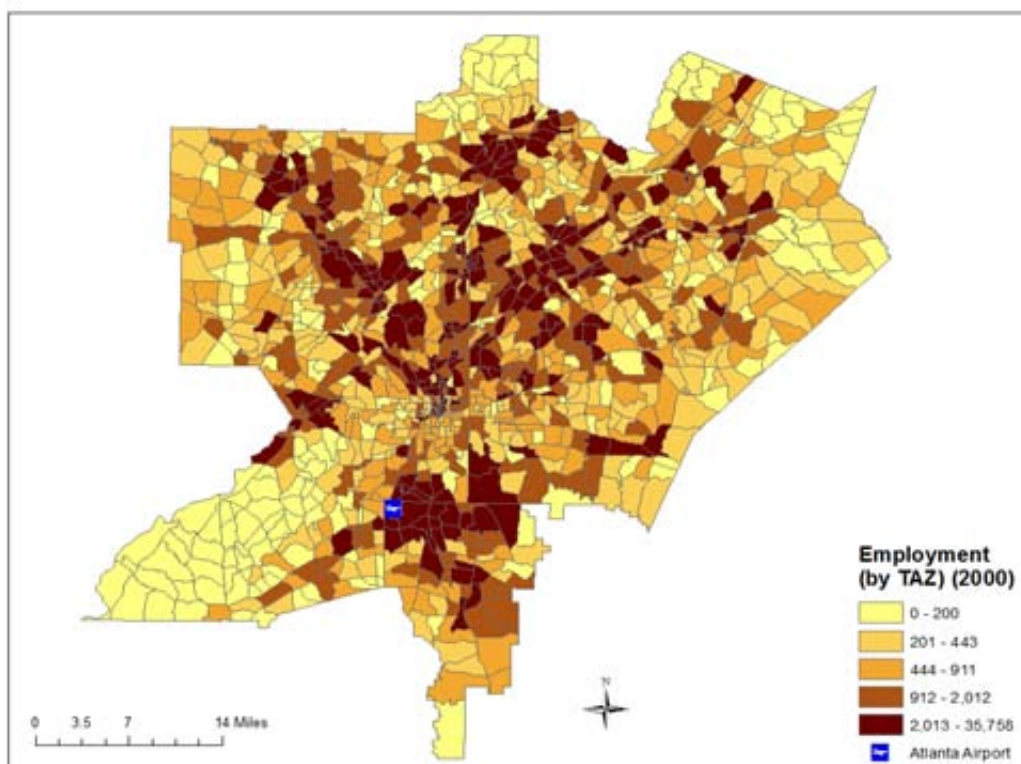 Employment
(by TAZ) (2000)
0 - 200
201 - 443
444 - 911
912 - 2,012
2,013 - 35,758
Atlanta Airport
N
0 3.5 7 14 Miles